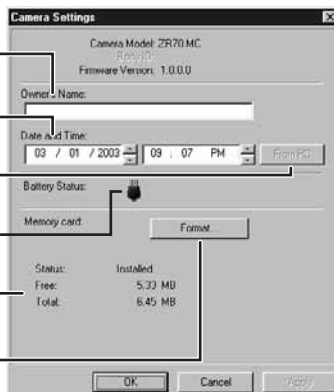 Camera Settings
Camera Model: ZR70 MC
Body ID:
Firmware Version: 1.0.0.0
Owner's Name:
Date and Time:
03 / 01 / 2003 09 : 07 PM From PC
Battery Status:
Memory card: Format...
Status: Installed
Free: 5.33 MB
Total: 6.45 MB
OK Cancel Apply